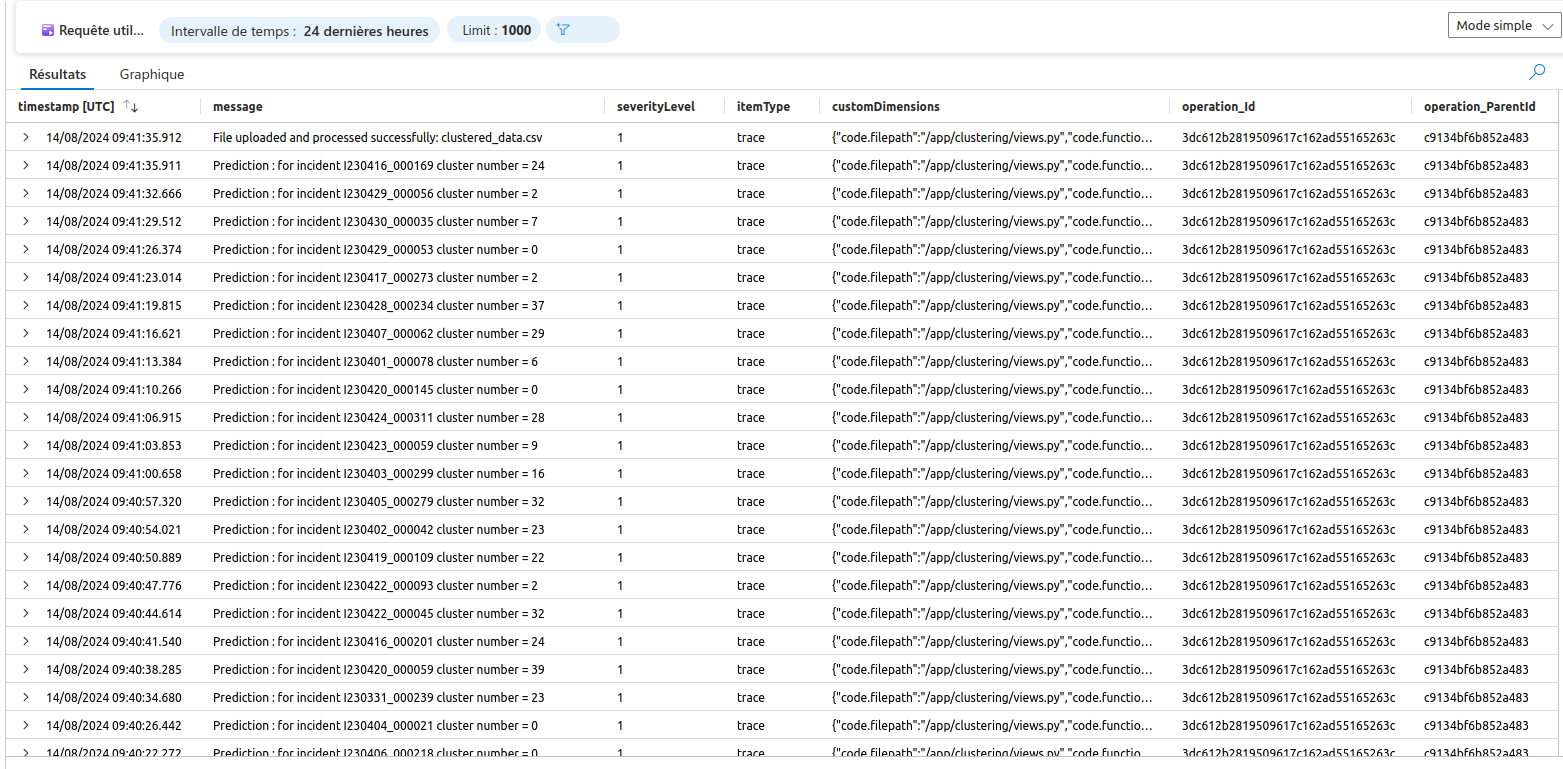 Requête util... Intervalle de temps : 24 dernières heures Limit : 1000 Mode simple
Résultats Graphique
timestamp [UTC] message severityLevel itemType customDimensions operation_Id operation_ParentId
14/08/2024 09:41:35.912 File uploaded and processed successfully: clustered_data.csv 1 trace {"code.filepath":"/app/clustering/views.py","code.functio... 3dc612b2819509617c162ad55165263c c9134bf6b852a483
14/08/2024 09:41:35.911 Prediction : for incident I230416_000169 cluster number = 24 1 trace {"code.filepath":"/app/clustering/views.py","code.functio... 3dc612b2819509617c162ad55165263c c9134bf6b852a483
14/08/2024 09:41:32.666 Prediction : for incident I230429_000056 cluster number = 2 1 trace {"code.filepath":"/app/clustering/views.py","code.functio... 3dc612b2819509617c162ad55165263c c9134bf6b852a483
14/08/2024 09:41:29.512 Prediction : for incident I230430_000035 cluster number = 7 1 trace {"code.filepath":"/app/clustering/views.py","code.functio... 3dc612b2819509617c162ad55165263c c9134bf6b852a483
14/08/2024 09:41:26.374 Prediction : for incident I230429_000053 cluster number = 0 1 trace {"code.filepath":"/app/clustering/views.py","code.functio... 3dc612b2819509617c162ad55165263c c9134bf6b852a483
14/08/2024 09:41:23.014 Prediction : for incident I230417_000273 cluster number = 2 1 trace {"code.filepath":"/app/clustering/views.py","code.functio... 3dc612b2819509617c162ad55165263c c9134bf6b852a483
14/08/2024 09:41:19.815 Prediction : for incident I230428_000234 cluster number = 37 1 trace {"code.filepath":"/app/clustering/views.py","code.functio... 3dc612b2819509617c162ad55165263c c9134bf6b852a483
14/08/2024 09:41:16.621 Prediction : for incident I230407_000062 cluster number = 29 1 trace {"code.filepath":"/app/clustering/views.py","code.functio... 3dc612b2819509617c162ad55165263c c9134bf6b852a483
14/08/2024 09:41:13.384 Prediction : for incident I230401_000078 cluster number = 6 1 trace {"code.filepath":"/app/clustering/views.py","code.functio... 3dc612b2819509617c162ad55165263c c9134bf6b852a483
14/08/2024 09:41:10.266 Prediction : for incident I230420_000145 cluster number = 0 1 trace {"code.filepath":"/app/clustering/views.py","code.functio... 3dc612b2819509617c162ad55165263c c9134bf6b852a483
14/08/2024 09:41:06.915 Prediction : for incident I230424_000311 cluster number = 28 1 trace {"code.filepath":"/app/clustering/views.py","code.functio... 3dc612b2819509617c162ad55165263c c9134bf6b852a483
14/08/2024 09:41:03.853 Prediction : for incident I230423_000059 cluster number = 9 1 trace {"code.filepath":"/app/clustering/views.py","code.functio... 3dc612b2819509617c162ad55165263c c9134bf6b852a483
14/08/2024 09:41:00.658 Prediction : for incident I230403_000299 cluster number = 16 1 trace {"code.filepath":"/app/clustering/views.py","code.functio... 3dc612b2819509617c162ad55165263c c9134bf6b852a483
14/08/2024 09:40:57.320 Prediction : for incident I230405_000279 cluster number = 32 1 trace {"code.filepath":"/app/clustering/views.py","code.functio... 3dc612b2819509617c162ad55165263c c9134bf6b852a483
14/08/2024 09:40:54.021 Prediction : for incident I230402_000042 cluster number = 23 1 trace {"code.filepath":"/app/clustering/views.py","code.functio... 3dc612b2819509617c162ad55165263c c9134bf6b852a483
14/08/2024 09:40:50.889 Prediction : for incident I230419_000109 cluster number = 22 1 trace {"code.filepath":"/app/clustering/views.py","code.functio... 3dc612b2819509617c162ad55165263c c9134bf6b852a483
14/08/2024 09:40:47.776 Prediction : for incident I230422_000093 cluster number = 2 1 trace {"code.filepath":"/app/clustering/views.py","code.functio... 3dc612b2819509617c162ad55165263c c9134bf6b852a483
14/08/2024 09:40:44.614 Prediction : for incident I230422_000045 cluster number = 32 1 trace {"code.filepath":"/app/clustering/views.py","code.functio... 3dc612b2819509617c162ad55165263c c9134bf6b852a483
14/08/2024 09:40:41.540 Prediction : for incident I230416_000201 cluster number = 24 1 trace {"code.filepath":"/app/clustering/views.py","code.functio... 3dc612b2819509617c162ad55165263c c9134bf6b852a483
14/08/2024 09:40:38.285 Prediction : for incident I230420_000059 cluster number = 39 1 trace {"code.filepath":"/app/clustering/views.py","code.functio... 3dc612b2819509617c162ad55165263c c9134bf6b852a483
14/08/2024 09:40:34.680 Prediction : for incident I230331_000239 cluster number = 23 1 trace {"code.filepath":"/app/clustering/views.py","code.functio... 3dc612b2819509617c162ad55165263c c9134bf6b852a483
14/08/2024 09:40:26.442 Prediction : for incident I230404_000021 cluster number = 0 1 trace {"code.filepath":"/app/clustering/views.py","code.functio... 3dc612b2819509617c162ad55165263c c9134bf6b852a483
14/08/2024 09:40:22.272 Prediction : for incident I230406_000218 cluster number = 0 1 trace {"code.filepath":"/app/clustering/views.py","code.functio... 3dc612b2819509617c162ad55165263c c9134bf6b852a483